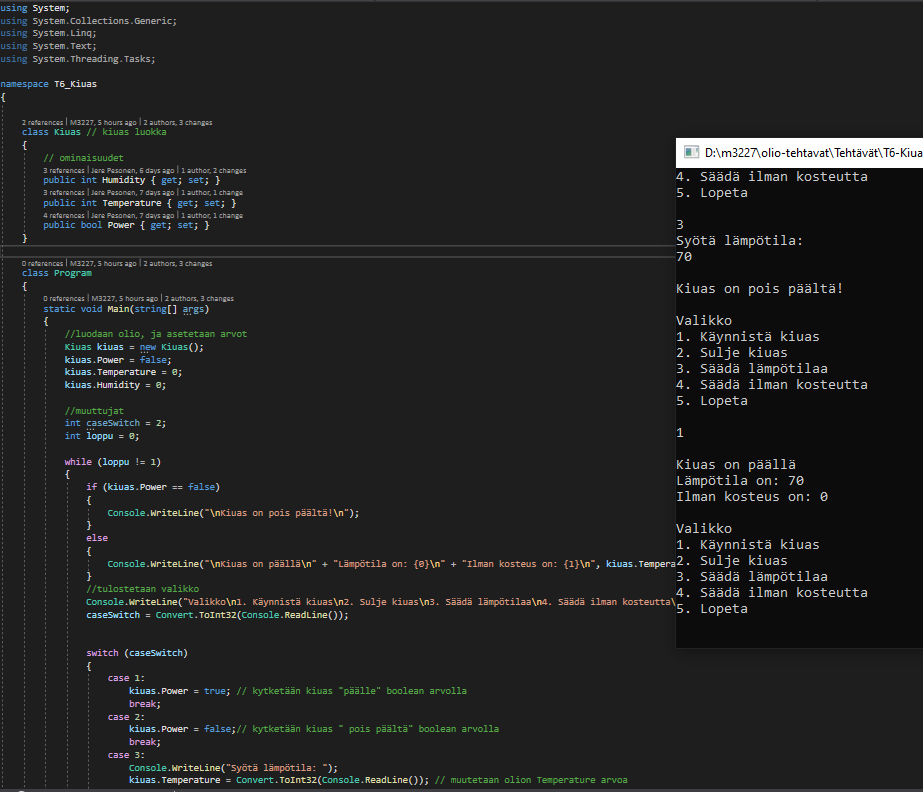 using System;
using System.Collections.Generic;
using System.Linq;
using System.Text;
using System.Threading.Tasks;
namespace T6_Kiuas
{
2 references | M3227, 5 hours ago | 2 authors, 3 changes
class Kiuas // kiuas luokka
{
// ominaisuudet
3 references | Jere Pesonen, 6 days ago | 1 author, 2 changes
public int Humidity { get; set; }
3 references | Jere Pesonen, 7 days ago | 1 author, 1 change
public int Temperature { get; set; }
4 references | Jere Pesonen, 7 days ago | 1 author, 1 change
public bool Power { get; set; }
}
0 references | M3227, 5 hours ago | 2 authors, 3 changes
class Program
{
0 references | M3227, 5 hours ago | 2 authors, 3 changes
static void Main(string[] args)
{
//luodaan olio, ja asetetaan arvot
Kiuas kiuas = new Kiuas();
kiuas.Power = false;
kiuas.Temperature = 0;
kiuas.Humidity = 0;
//muuttujat
int caseSwitch = 2;
int loppu = 0;
while (loppu != 1)
{
if (kiuas.Power == false)
{
Console.WriteLine("\nKiuas on pois päältä!\n");
}
else
{
Console.WriteLine("\nKiuas on päällä\n" + "Lämpötila on: {0}\n" + "Ilman kosteus on: {1}\n", kiuas.Tempera
}
//tulostetaan valikko
Console.WriteLine("Valikko\n1. Käynnistä kiuas\n2. Sulje kiuas\n3. Säädä lämpötilaa\n4. Säädä ilman kosteutta\
caseSwitch = Convert.ToInt32(Console.ReadLine());
switch (caseSwitch)
{
case 1:
kiuas.Power = true; // kytketään kiuas "päälle" boolean arvolla
break;
case 2:
kiuas.Power = false;// kytketään kiuas " pois päältä" boolean arvolla
break;
case 3:
Console.WriteLine("Syötä lämpötila: ");
kiuas.Temperature = Convert.ToInt32(Console.ReadLine()); // muutetaan olion Temperature arvoa
D:\m3227\olio-tehtavat\Tehtävät\T6-Kiua
4. Säädä ilman kosteutta
5. Lopeta
3
Syötä lämpötila:
70
Kiuas on pois päältä!
Valikko
1. Käynnistä kiuas
2. Sulje kiuas
3. Säädä lämpötilaa
4. Säädä ilman kosteutta
5. Lopeta
1
Kiuas on päällä
Lämpötila on: 70
Ilman kosteus on: 0
Valikko
1. Käynnistä kiuas
2. Sulje kiuas
3. Säädä lämpötilaa
4. Säädä ilman kosteutta
5. Lopeta